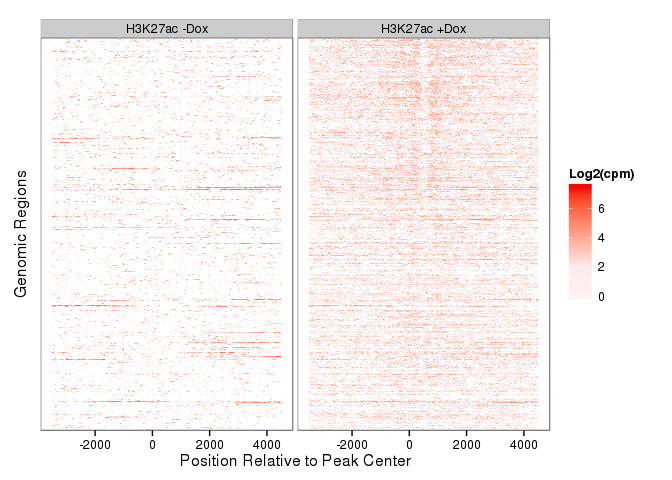 H3K27ac -Dox
H3K27ac +Dox
Genomic Regions
Log2(cpm)
6
4
2
0
-2000 0 2000 4000
-2000 0 2000 4000
Position Relative to Peak Center